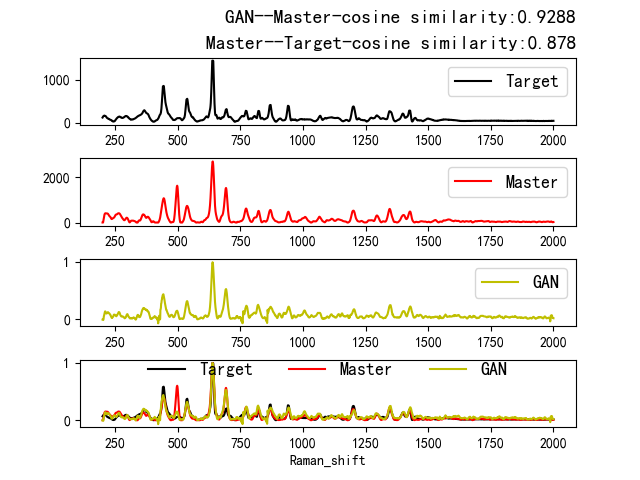 GAN--Master-cosine similarity:0.9288
Master--Target-cosine similarity:0.878
1000
0
Target
250 500 750 1000 1250 1500 1750 2000
2000
0
Master
250 500 750 1000 1250 1500 1750 2000
1
0
GAN
250 500 750 1000 1250 1500 1750 2000
1
0
Target Master GAN
250 500 750 1000 1250 1500 1750 2000
Raman_shift